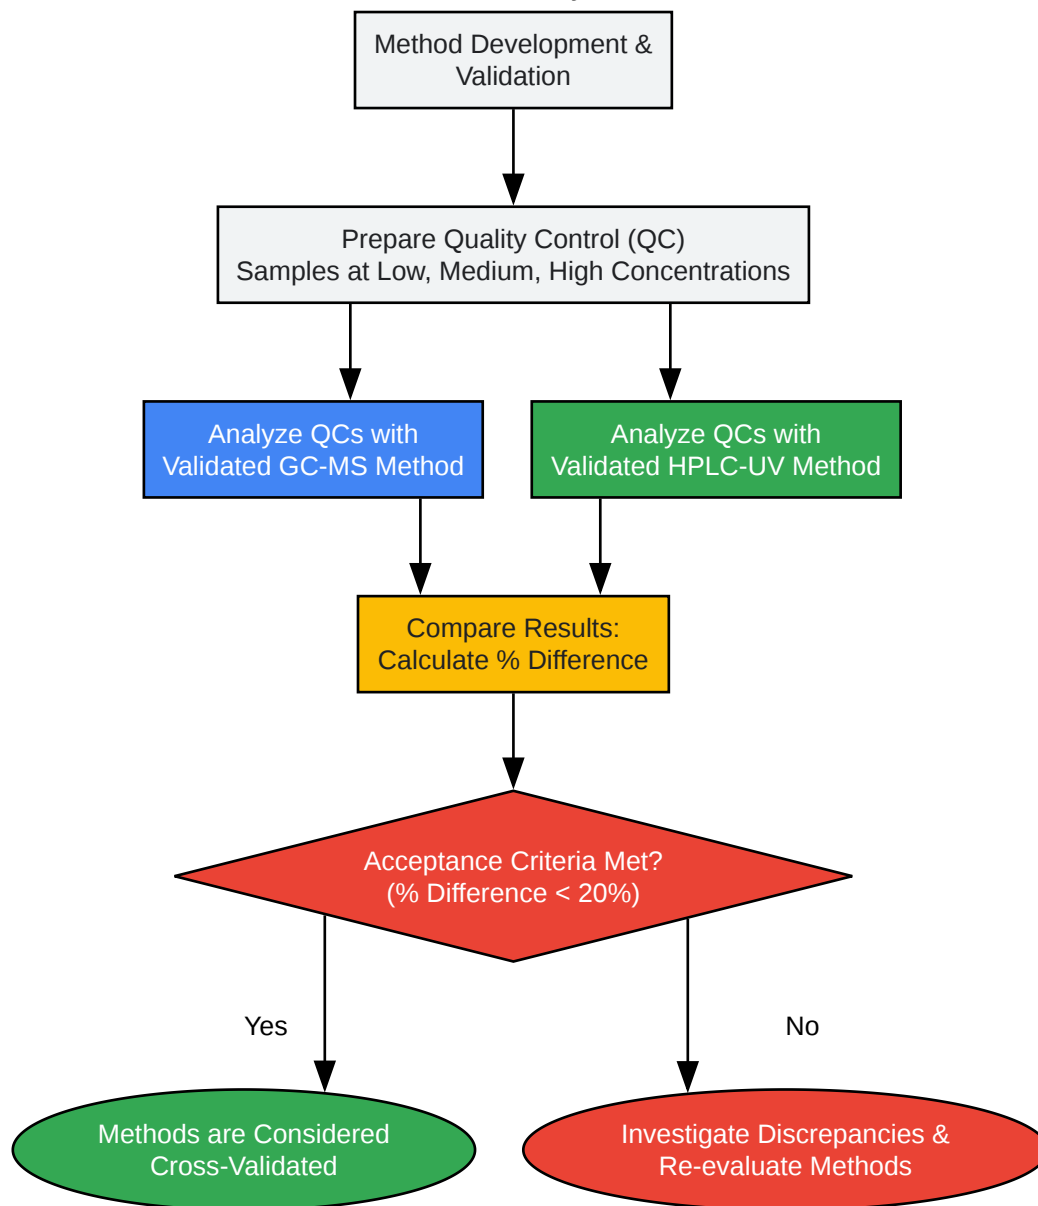 Method Development &
Validation
Prepare Quality Control (QC)
Samples at Low, Medium, High Concentrations
Analyze QCs with
Validated GC-MS Method
Analyze QCs with
Validated HPLC-UV Method
Compare Results:
Calculate % Difference
Acceptance Criteria Met?
(% Difference < 20%)
Yes
No
Methods are Considered
Cross-Validated
Investigate Discrepancies &
Re-evaluate Methods